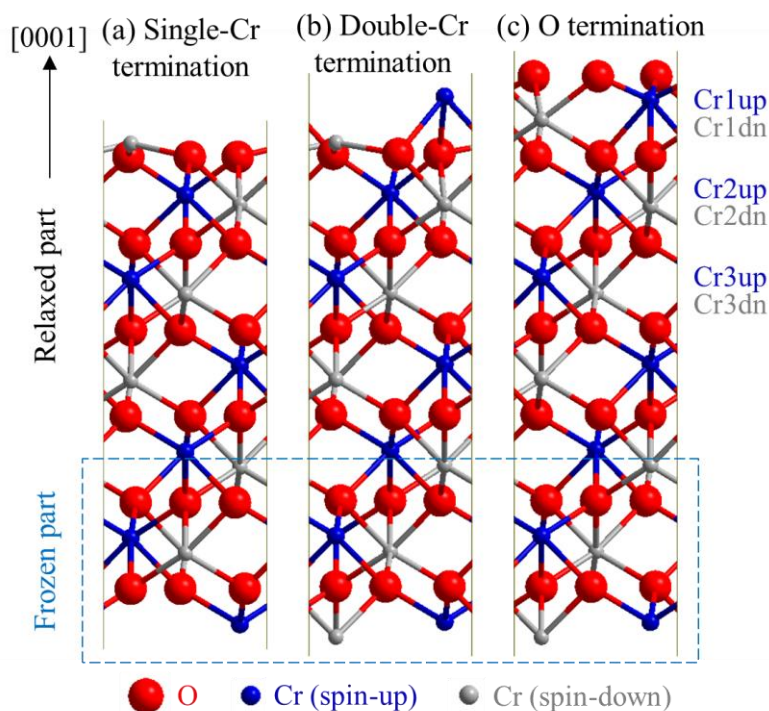 [0001]
(a) Single-Cr
termination
(b) Double-Cr
termination
(c) O termination
Cr1up
Cr1dn
Cr2up
Cr2dn
Cr3up
Cr3dn
Relaxed part
Frozen part
O
Cr (spin-up)
Cr (spin-down)